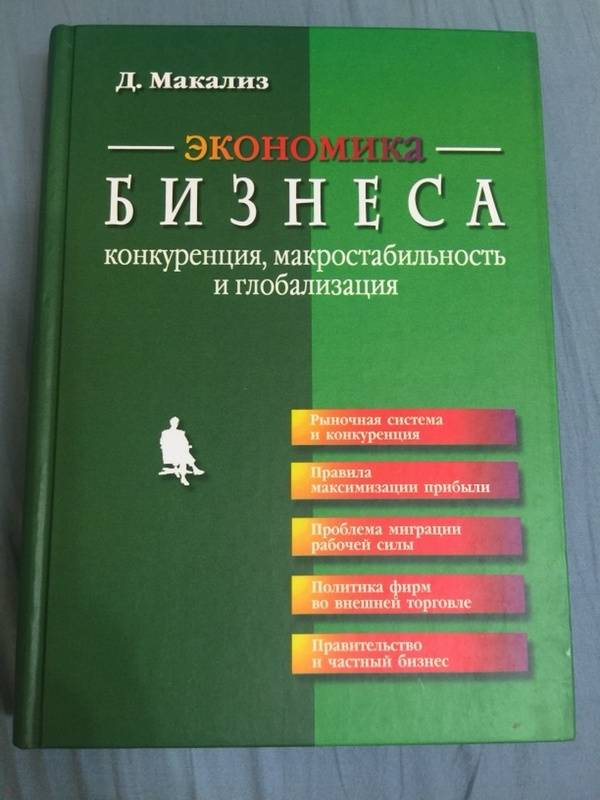 Д. Макализ
ЭКОНОМИКА
БИЗНЕСА
конкуренция, макростабильность
и глобализация
Рыночная система
и конкуренция
Правила
максимизации прибыли
Проблема миграции
рабочей силы
Политика фирм
во внешней торговле
Правительство
и частный бизнес